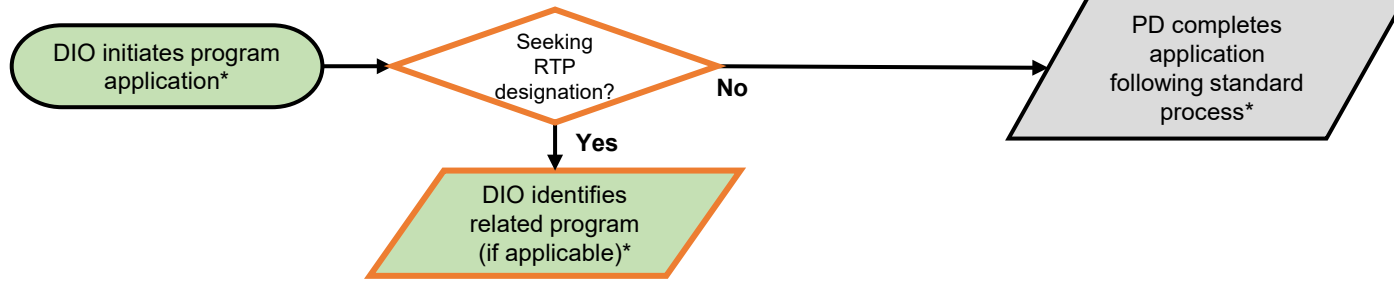 DIO initiates program
application*
Seeking
RTP
designation?
No
PD completes
application
following standard
process*
Yes
DIO identifies
related program
(if applicable)*